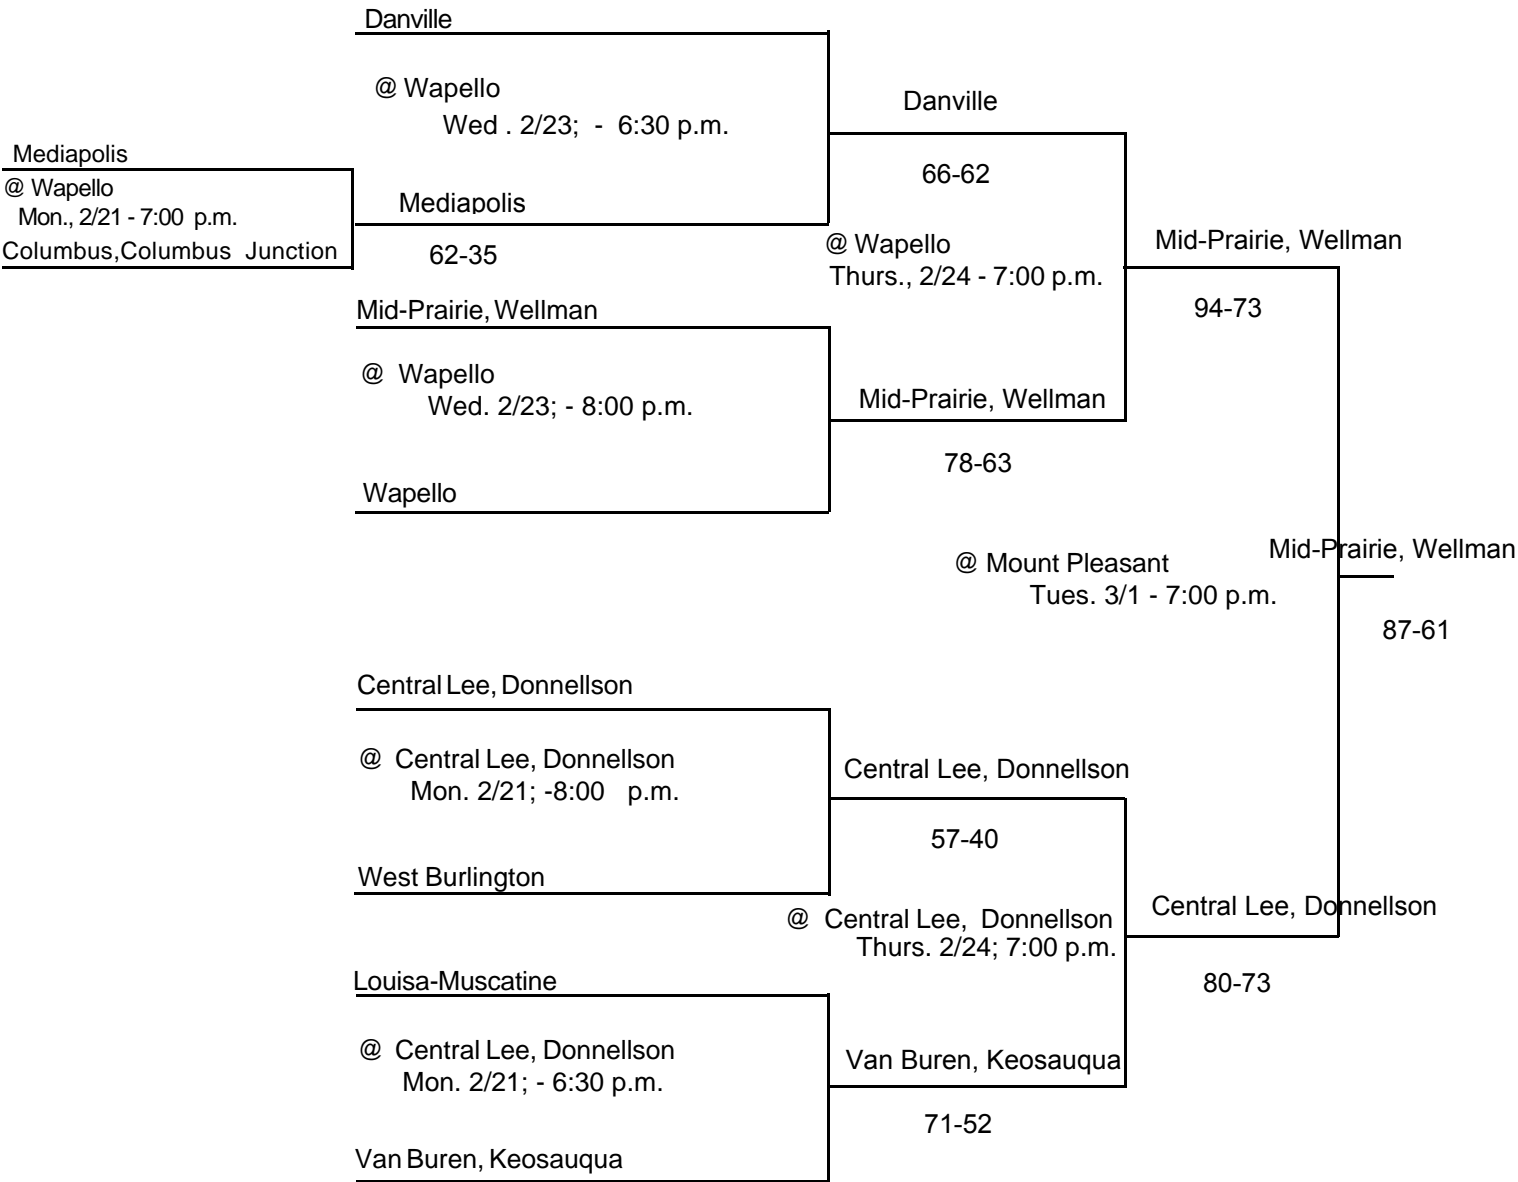 Danville
@ Wapello
Wed . 2/23; - 6:30 p.m.
Danville
66-62
Mediapolis
@ Wapello
Mon., 2/21 - 7:00 p.m.
Columbus,Columbus Junction
Mediapolis
62-35
@ Wapello
Thurs., 2/24 - 7:00 p.m.
Mid-Prairie, Wellman
94-73
Mid-Prairie, Wellman
@ Wapello
Wed. 2/23; - 8:00 p.m.
Mid-Prairie, Wellman
78-63
Wapello
@ Mount Pleasant
Tues. 3/1 - 7:00 p.m.
Mid-Prairie, Wellman
87-61
Central Lee, Donnellson
@ Central Lee, Donnellson
Mon. 2/21; -8:00 p.m.
Central Lee, Donnellson
57-40
West Burlington
@ Central Lee, Donnellson
Thurs. 2/24; 7:00 p.m.
Central Lee, Donnellson
80-73
Louisa-Muscatine
@ Central Lee, Donnellson
Mon. 2/21; - 6:30 p.m.
Van Buren, Keosauqua
71-52
Van Buren, Keosauqua